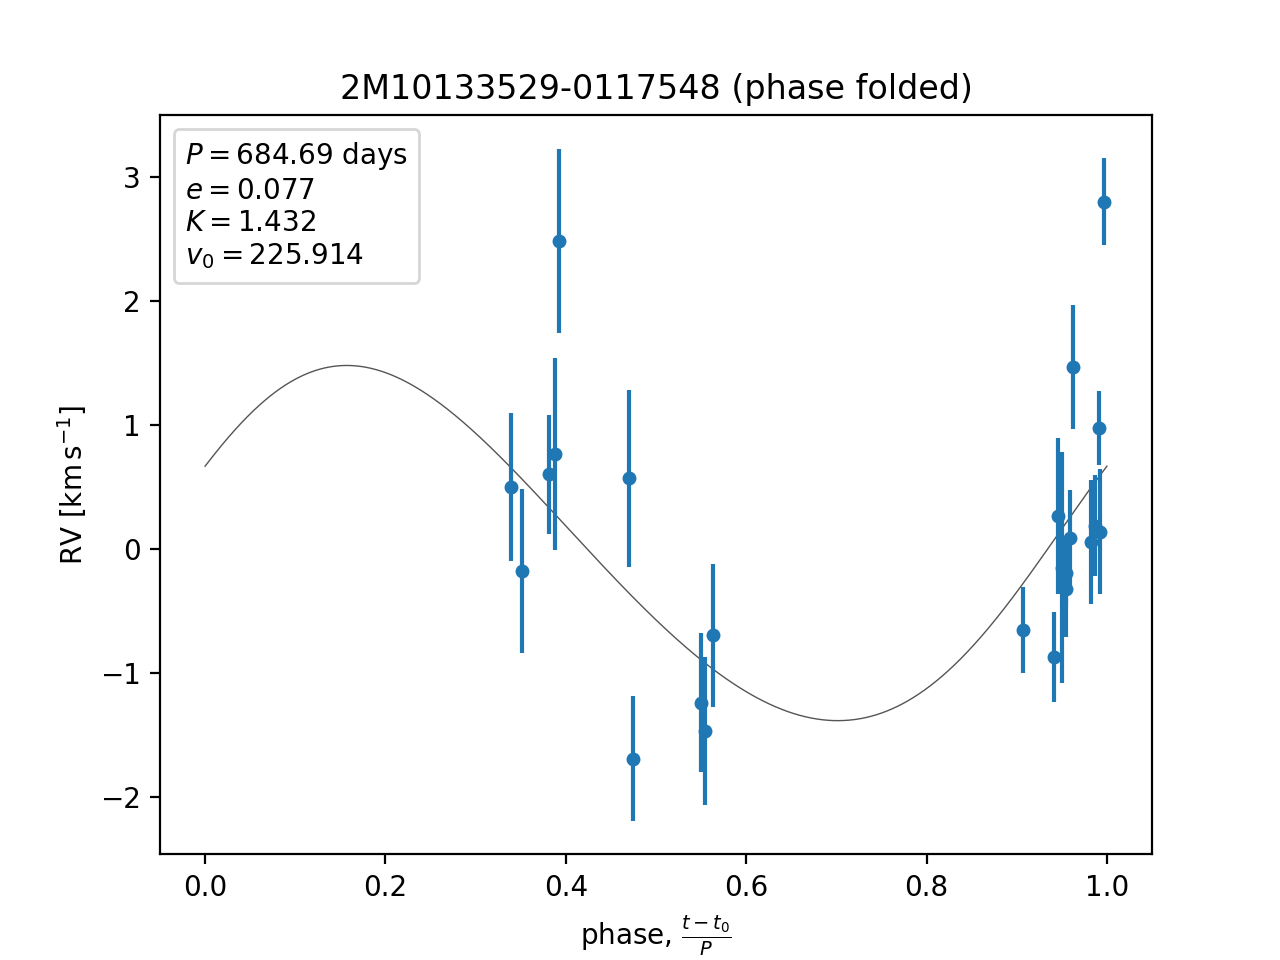 2M10133529-0117548 (phase folded)
P = 684.69 days
e = 0.077
K = 1.432
v₀ = 225.914
3
2
1
0
−1
−2
RV [km s⁻¹]
0.0 0.2 0.4 0.6 0.8 1.0
phase, (t − t₀)/P